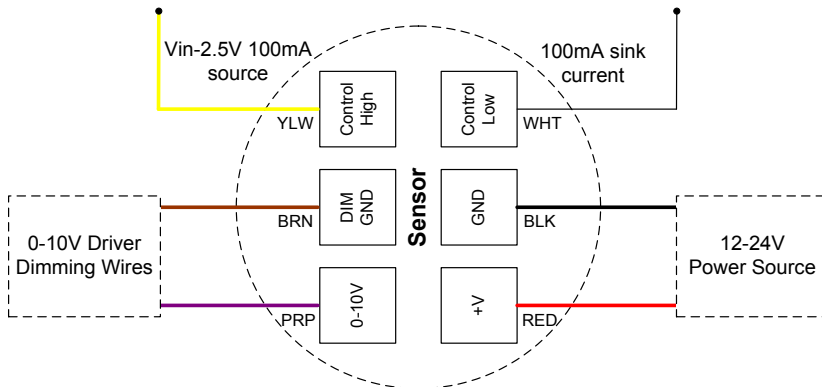 Vin-2.5V 100mA
source
100mA sink
current
Control
High
Control
Low
YLW
WHT
DIM
GND
Sensor
GND
BRN
BLK
0-10V Driver
Dimming Wires
12-24V
Power Source
0-10V
+V
PRP
RED